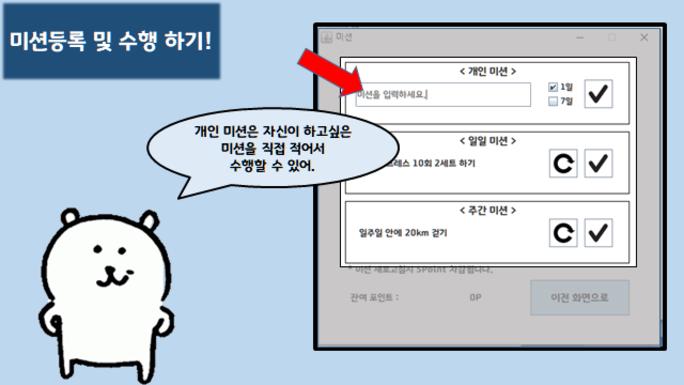 미션등록 및 수행 하기!
미션
< 개인 미션 >
미션을 입력하세요.
1일
7일
개인 미션은 자신이 하고싶은
미션을 직접 적어서
수행할 수 있어.
< 일일 미션 >
레스 10회 2세트 하기
< 주간 미션 >
일주일 안에 20km 걷기
* 미션 새로고침시 5Point 차감됩니다.
잔여 포인트 :
0P
이전 화면으로